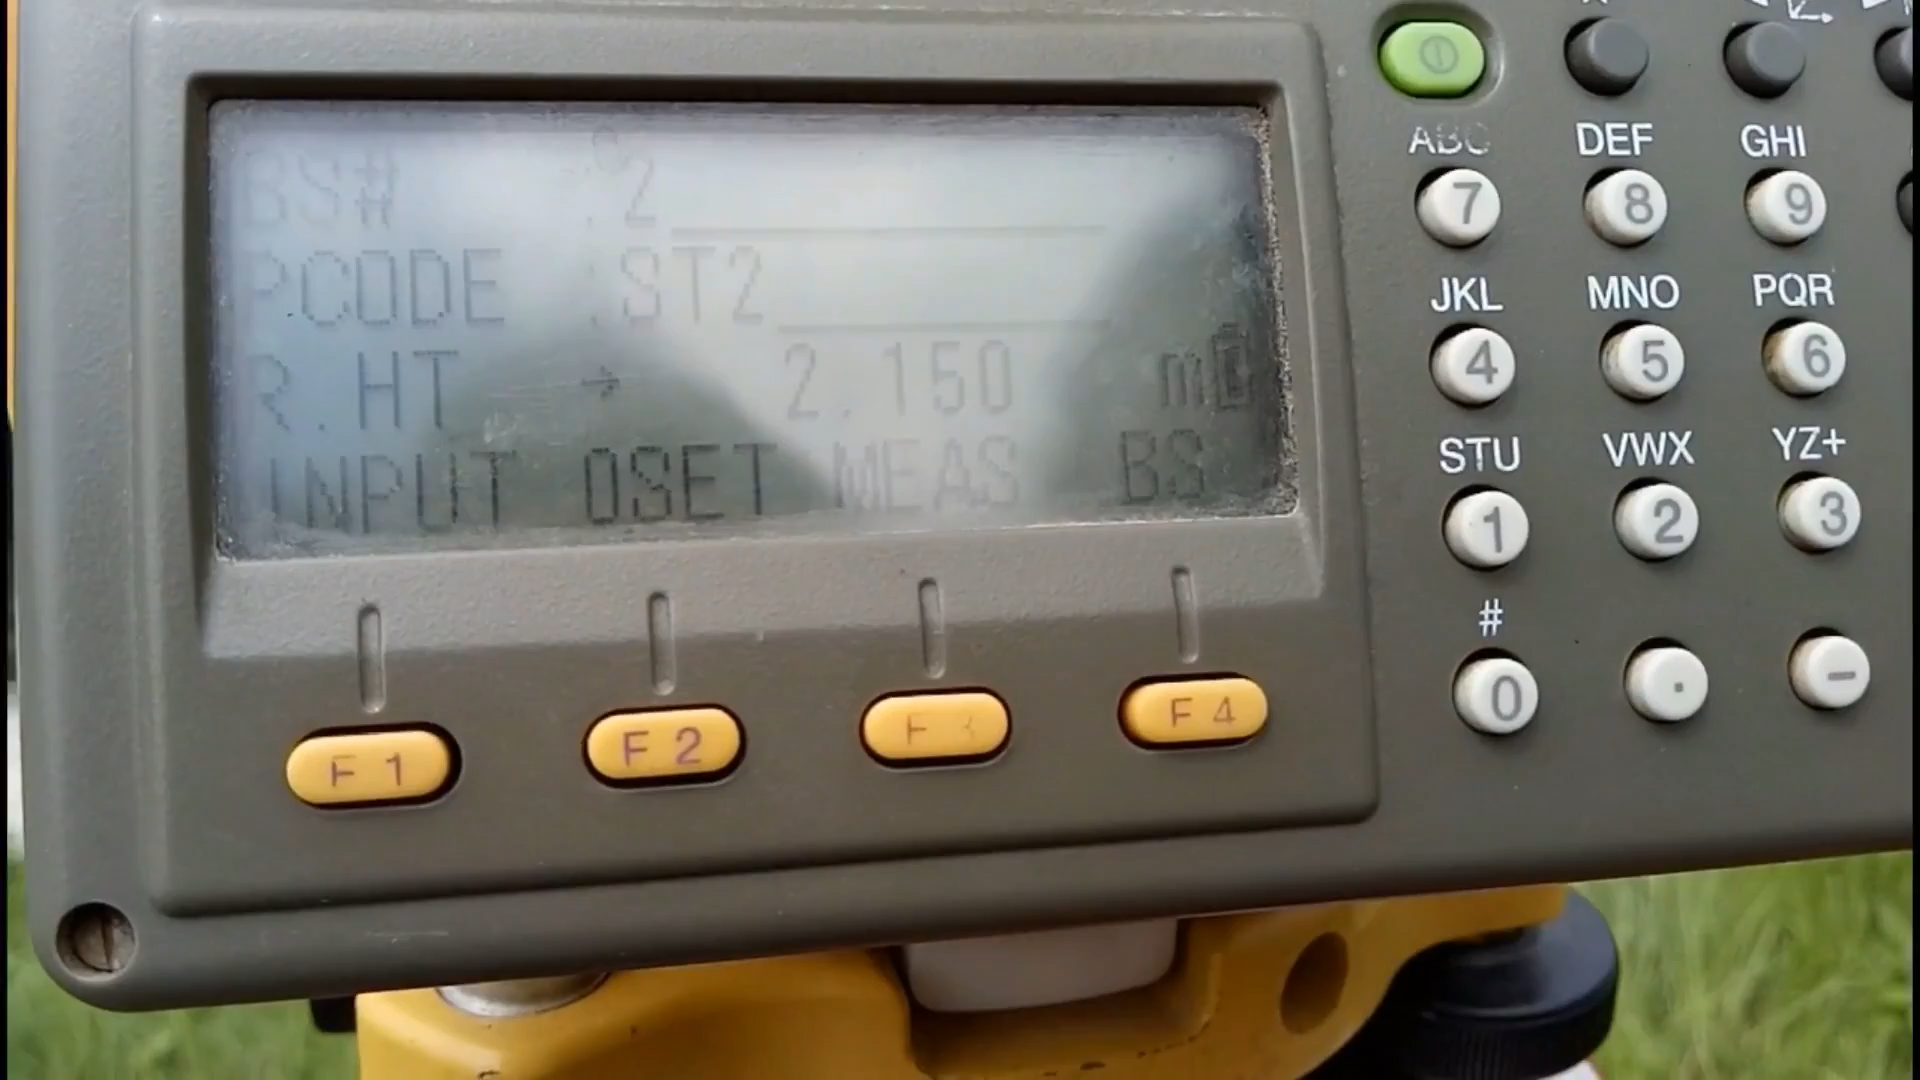 BS# :2
PCODE :ST2
R.HT → 2.150 m
INPUT 0SET MEAS BS
F1 F2 F3 F4
ABC DEF GHI
7 8 9
JKL MNO PQR
4 5 6
STU VWX YZ+
1 2 3
#
0 . -